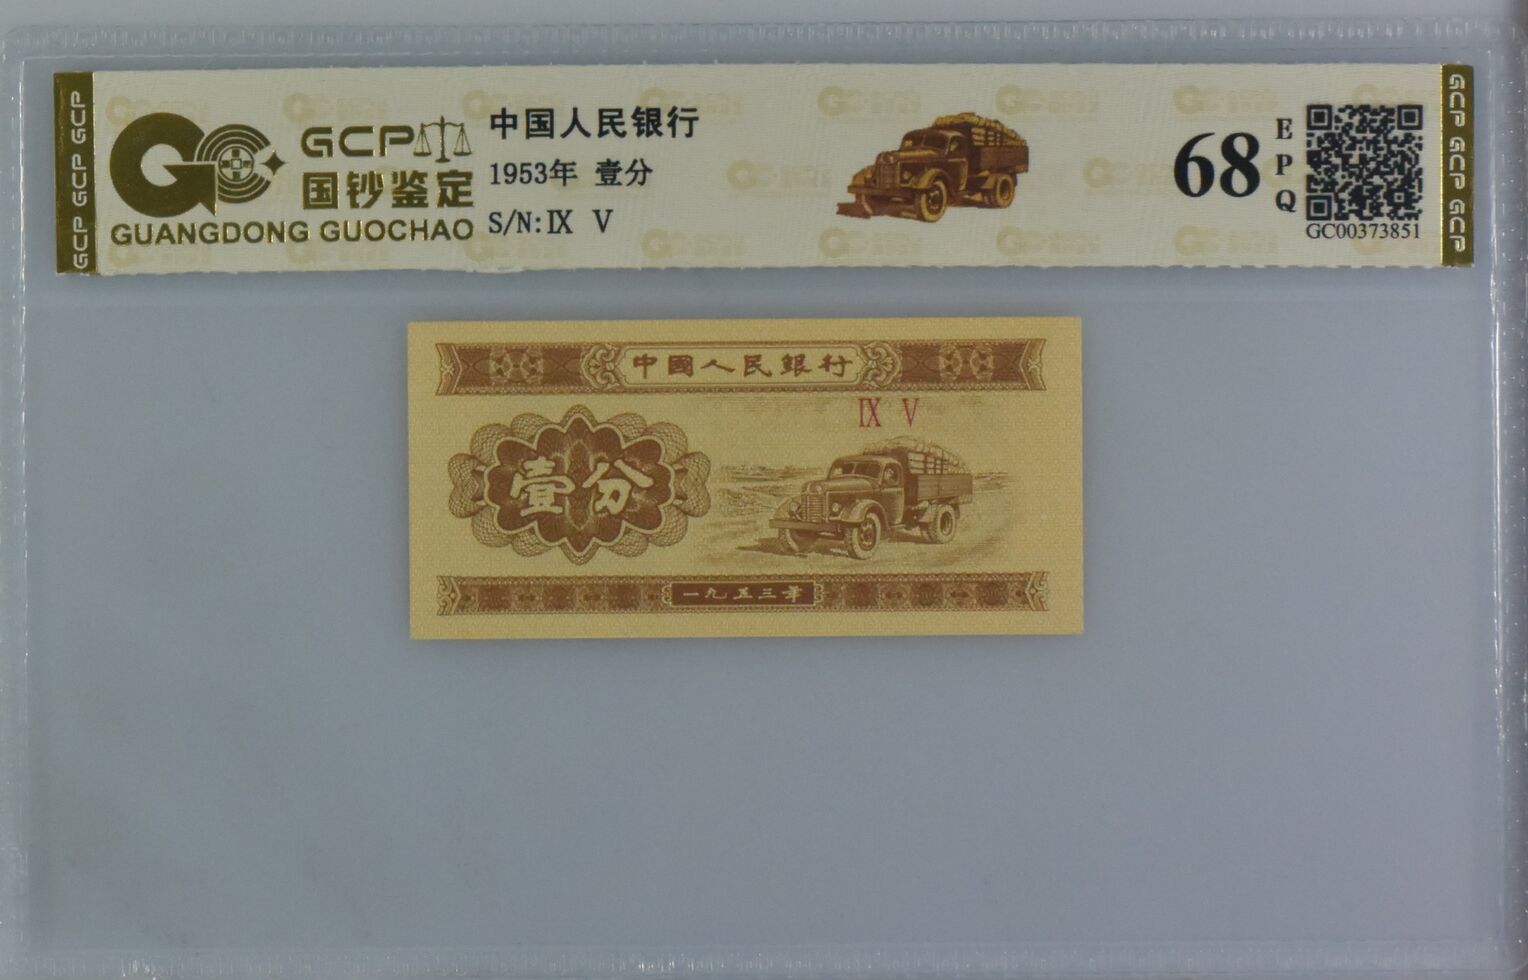 GCP GCP GCP
GCP
国钞鉴定
GUANGDONG GUOCHAO
中国人民银行
1953年 壹分
S/N:Ⅸ Ⅴ
68
EPQ
GC00373851
GCP GCP GCP
中國人民銀行
Ⅸ Ⅴ
壹分
一九五三年